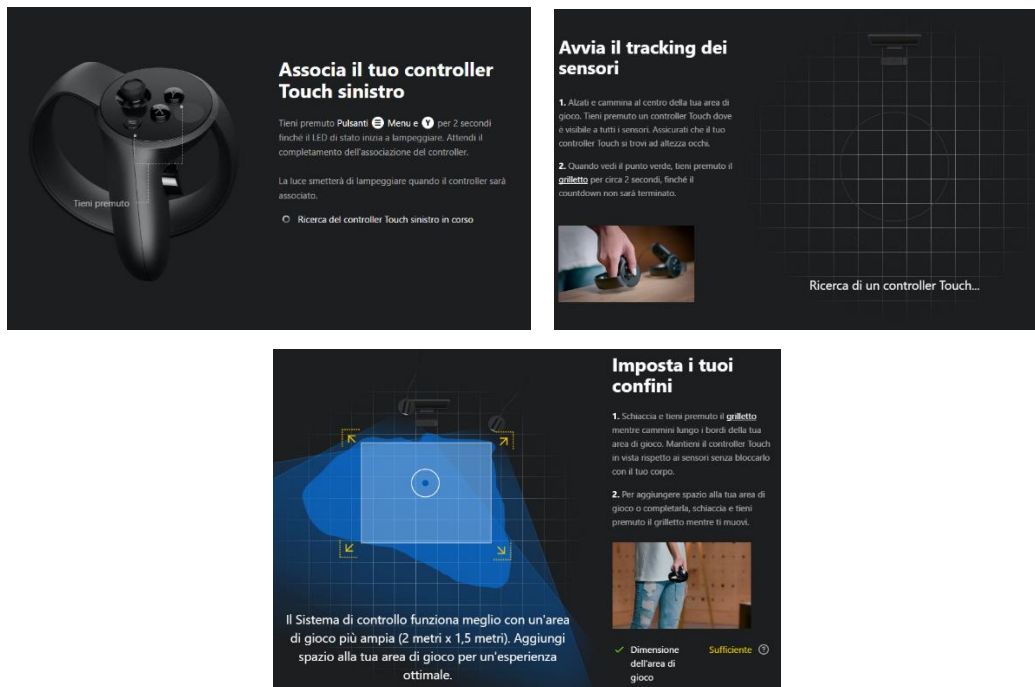 Associa il tuo controller
Touch sinistro
Tieni premuto Pulsanti Menu e Y per 2 secondi
finché il LED di stato inizia a lampeggiare. Attendi il
completamento dell'associazione del controller.
La luce smetterà di lampeggiare quando il controller sarà
associato.
Ricerca del controller Touch sinistro in corso
Tieni premuto
Avvia il tracking dei
sensori
1. Alzati e cammina al centro della tua area di
gioco. Tieni premuto un controller Touch dove
è visibile a tutti i sensori. Assicurati che il tuo
controller Touch si trovi ad altezza occhi.
2. Quando vedi il punto verde, tieni premuto il
grilletto per circa 2 secondi, finché il
countdown non sarà terminato.
Ricerca di un controller Touch...
Imposta i tuoi
confini
1. Schiaccia e tieni premuto il grilletto
mentre cammini lungo i bordi della tua
area di gioco. Mantieni il controller Touch
in vista rispetto ai sensori senza bloccarlo
con il tuo corpo.
2. Per aggiungere spazio alla tua area di
gioco o completarla, schiaccia e tieni
premuto il grilletto mentre ti muovi.
Il Sistema di controllo funziona meglio con un'area
di gioco più ampia (2 metri x 1,5 metri). Aggiungi
spazio alla tua area di gioco per un'esperienza
ottimale.
Dimensione Sufficiente ?
dell'area di
gioco